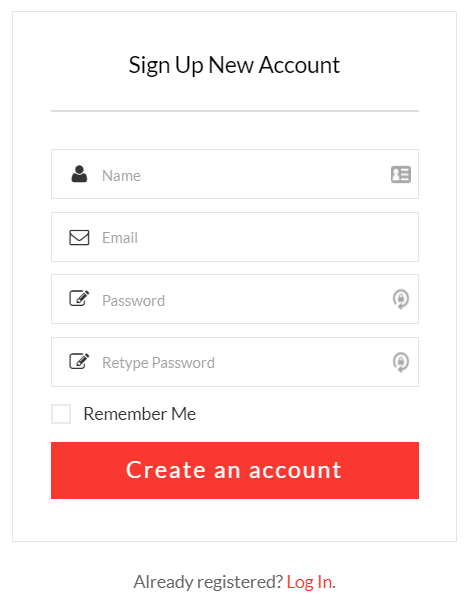 Sign Up New Account
Name
Email
Password
Retype Password
Remember Me
Create an account
Already registered? Log In.